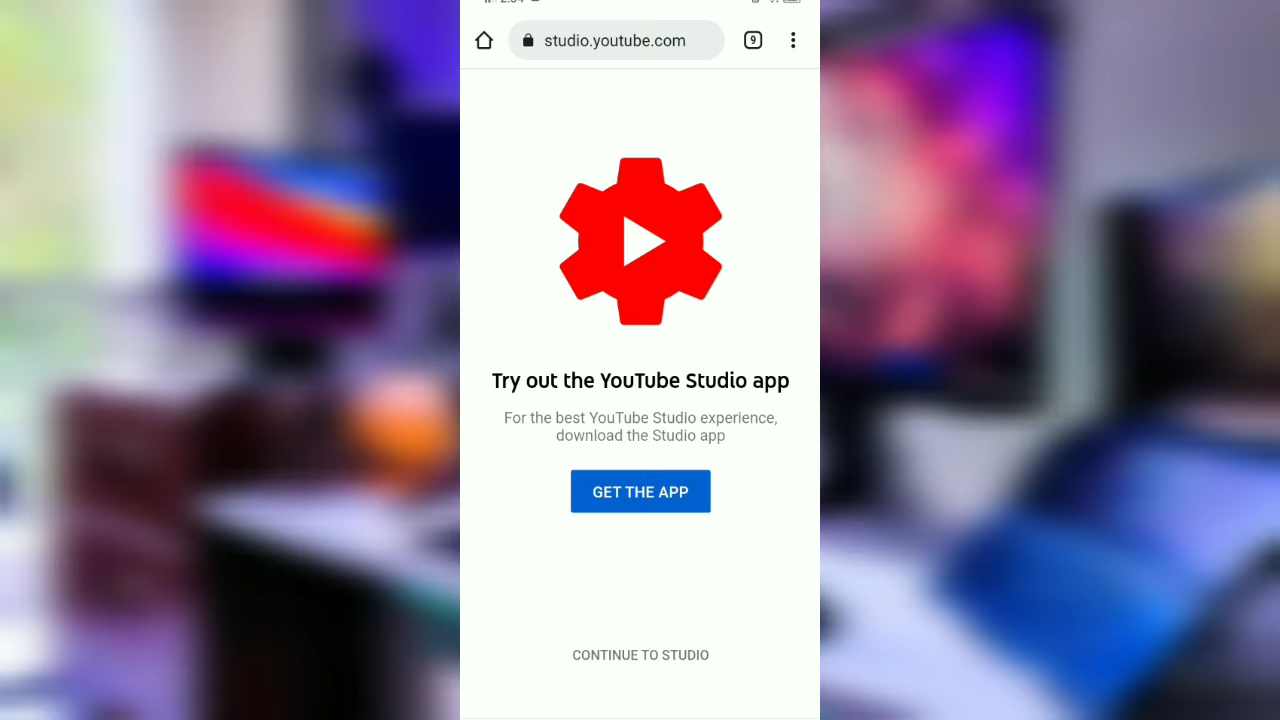 studio.youtube.com
9
Try out the YouTube Studio app
For the best YouTube Studio experience,
download the Studio app
GET THE APP
CONTINUE TO STUDIO